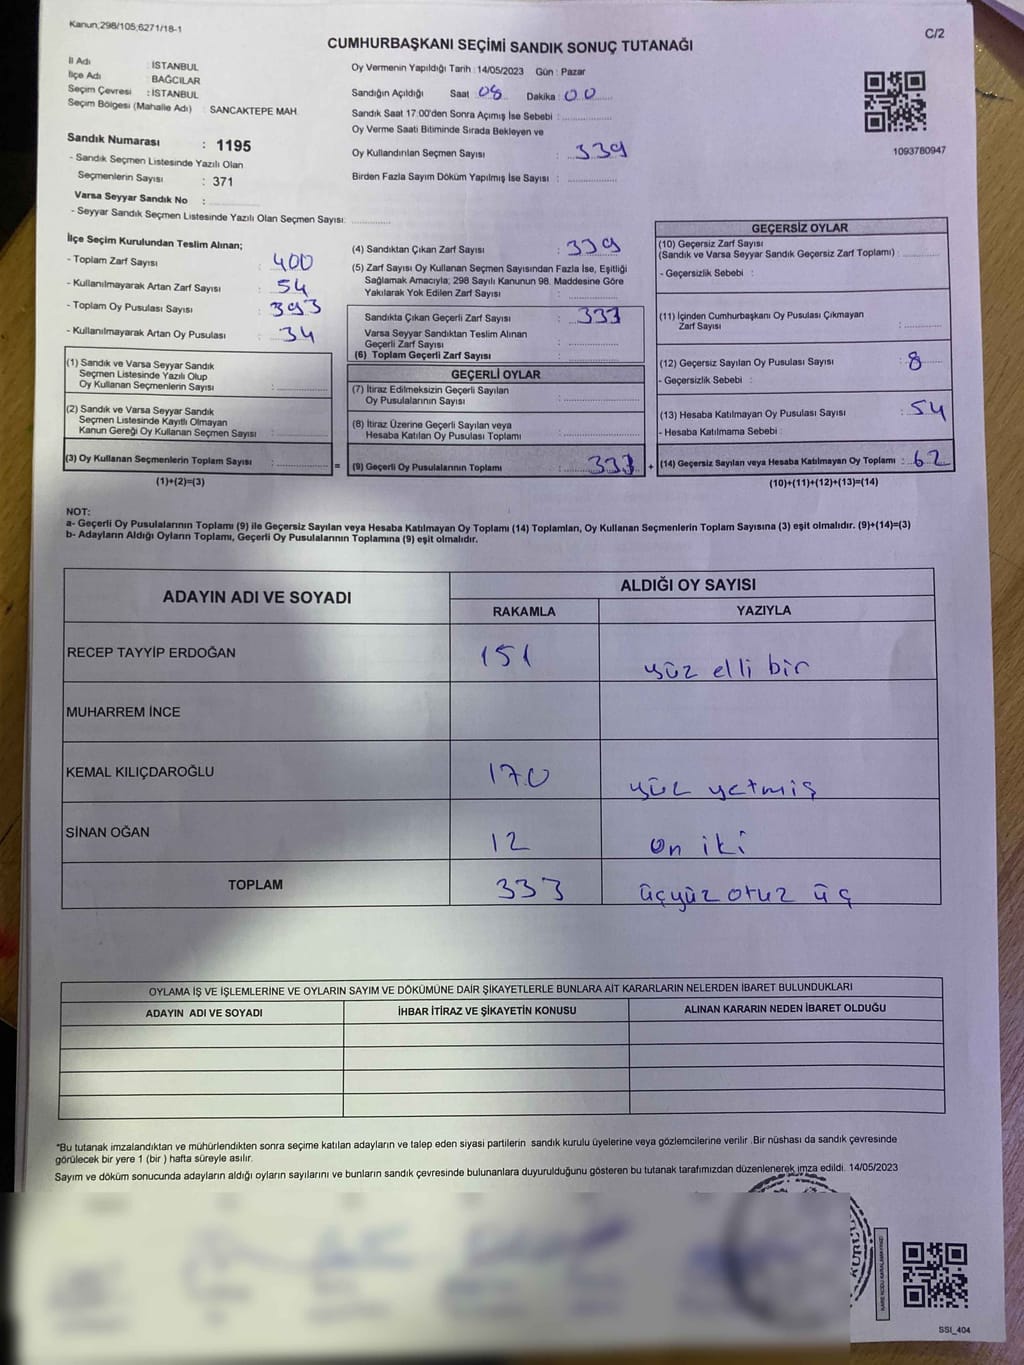 Kanun;298/105;6271/18-1
C/2
CUMHURBAŞKANI SEÇİMİ SANDIK SONUÇ TUTANAĞI
İl Adı : İSTANBUL
İlçe Adı : BAĞCILAR
Seçim Çevresi : İSTANBUL
Seçim Bölgesi (Mahalle Adı) : SANCAKTEPE MAH.
Sandık Numarası : 1195
- Sandık Seçmen Listesinde Yazılı Olan
Seçmenlerin Sayısı : 371
Varsa Seyyar Sandık No :
- Seyyar Sandık Seçmen Listesinde Yazılı Olan Seçmen Sayısı:
Oy Vermenin Yapıldığı Tarih : 14/05/2023 Gün : Pazar
Sandığın Açıldığı Saat 08 Dakika : 00
Sandık Saat 17:00'den Sonra Açımış İse Sebebi :
Oy Verme Saati Bitiminde Sırada Bekleyen ve
Oy Kullandırılan Seçmen Sayısı : 339
Birden Fazla Sayım Döküm Yapılmış İse Sayısı :
1093780947
İlçe Seçim Kurulundan Teslim Alınan;
- Toplam Zarf Sayısı : 400
- Kullanılmayarak Artan Zarf Sayısı : 54
- Toplam Oy Pusulası Sayısı : 393
- Kullanılmayarak Artan Oy Pusulası : 34
(1) Sandık ve Varsa Seyyar Sandık
Seçmen Listesinde Yazılı Olup
Oy Kullanan Seçmenlerin Sayısı :
(2) Sandık ve Varsa Seyyar Sandık
Seçmen Listesinde Kayıtlı Olmayan
Kanun Gereği Oy Kullanan Seçmen Sayısı :
(3) Oy Kullanan Seçmenlerin Toplam Sayısı : =
(1)+(2)=(3)
(4) Sandıktan Çıkan Zarf Sayısı : 339
(5) Zarf Sayısı Oy Kullanan Seçmen Sayısından Fazla İse, Eşitliği
Sağlamak Amacıyla, 298 Sayılı Kanunun 98. Maddesine Göre
Yakılarak Yok Edilen Zarf Sayısı :
Sandıkta Çıkan Geçerli Zarf Sayısı : 333
Varsa Seyyar Sandıktan Teslim Alınan
Geçerli Zarf Sayısı :
(6) Toplam Geçerli Zarf Sayısı :
GEÇERLİ OYLAR
(7) İtiraz Edilmeksizin Geçerli Sayılan
Oy Pusulalarının Sayısı :
(8) İtiraz Üzerine Geçerli Sayılan veya
Hesaba Katılan Oy Pusulası Toplamı :
(9) Geçerli Oy Pusulalarının Toplamı : 333 +
GEÇERSİZ OYLAR
(10) Geçersiz Zarf Sayısı
(Sandık ve Varsa Seyyar Sandık Geçersiz Zarf Toplamı) :
- Geçersizlik Sebebi :
(11) İçinden Cumhurbaşkanı Oy Pusulası Çıkmayan
Zarf Sayısı :
(12) Geçersiz Sayılan Oy Pusulası Sayısı : 8
- Geçersizlik Sebebi :
(13) Hesaba Katılmayan Oy Pusulası Sayısı : 54
- Hesaba Katılmama Sebebi :
(14) Geçersiz Sayılan veya Hesaba Katılmayan Oy Toplamı : 62
(10)+(11)+(12)+(13)=(14)
NOT:
a- Geçerli Oy Pusulalarının Toplamı (9) ile Geçersiz Sayılan veya Hesaba Katılmayan Oy Toplamı (14) Toplamları, Oy Kullanan Seçmenlerin Toplam Sayısına (3) eşit olmalıdır. (9)+(14)=(3)
b- Adayların Aldığı Oyların Toplamı, Geçerli Oy Pusulalarının Toplamına (9) eşit olmalıdır.
ADAYIN ADI VE SOYADI
ALDIĞI OY SAYISI
RAKAMLA YAZIYLA
RECEP TAYYİP ERDOĞAN 151 yüz elli bir
MUHARREM İNCE
KEMAL KILIÇDAROĞLU 170 yüz yetmiş
SİNAN OĞAN 12 on iki
TOPLAM 333 üçyüz otuz üç
OYLAMA İŞ VE İŞLEMLERİNE VE OYLARIN SAYIM VE DÖKÜMÜNE DAİR ŞİKAYETLERLE BUNLARA AİT KARARLARIN NELERDEN İBARET BULUNDUKLARI
ADAYIN ADI VE SOYADI İHBAR İTİRAZ VE ŞİKAYETİN KONUSU ALINAN KARARIN NEDEN İBARET OLDUĞU
*Bu tutanak imzalandıktan ve mühürlendikten sonra seçime katılan adayların ve talep eden siyasi partilerin sandık kurulu üyelerine veya gözlemcilerine verilir .Bir nüshası da sandık çevresinde
görülecek bir yere 1 (bir ) hafta süreyle asılır.
Sayım ve döküm sonucunda adayların aldığı oyların sayılarını ve bunların sandık çevresinde bulunanlara duyurulduğunu gösteren bu tutanak tarafımızdan düzenlenerek imza edildi. 14/05/2023
SSI_404